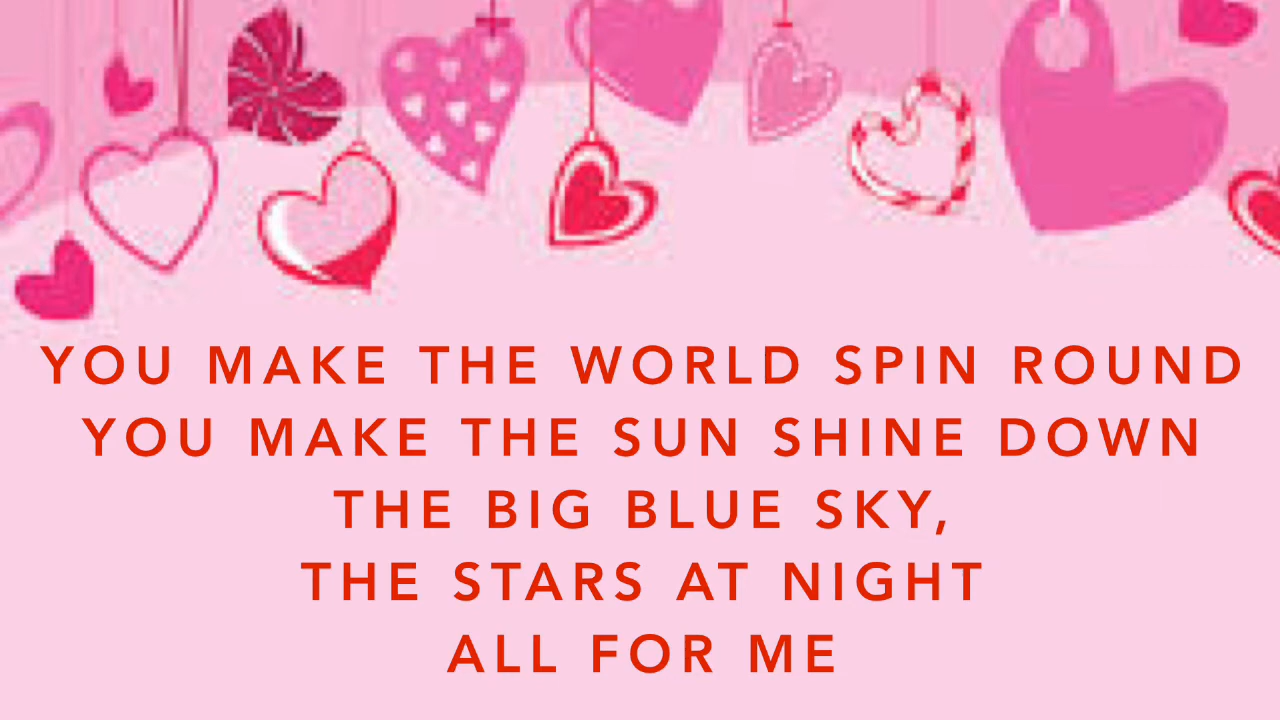 YOU MAKE THE WORLD SPIN ROUND
YOU MAKE THE SUN SHINE DOWN
THE BIG BLUE SKY,
THE STARS AT NIGHT
ALL FOR ME